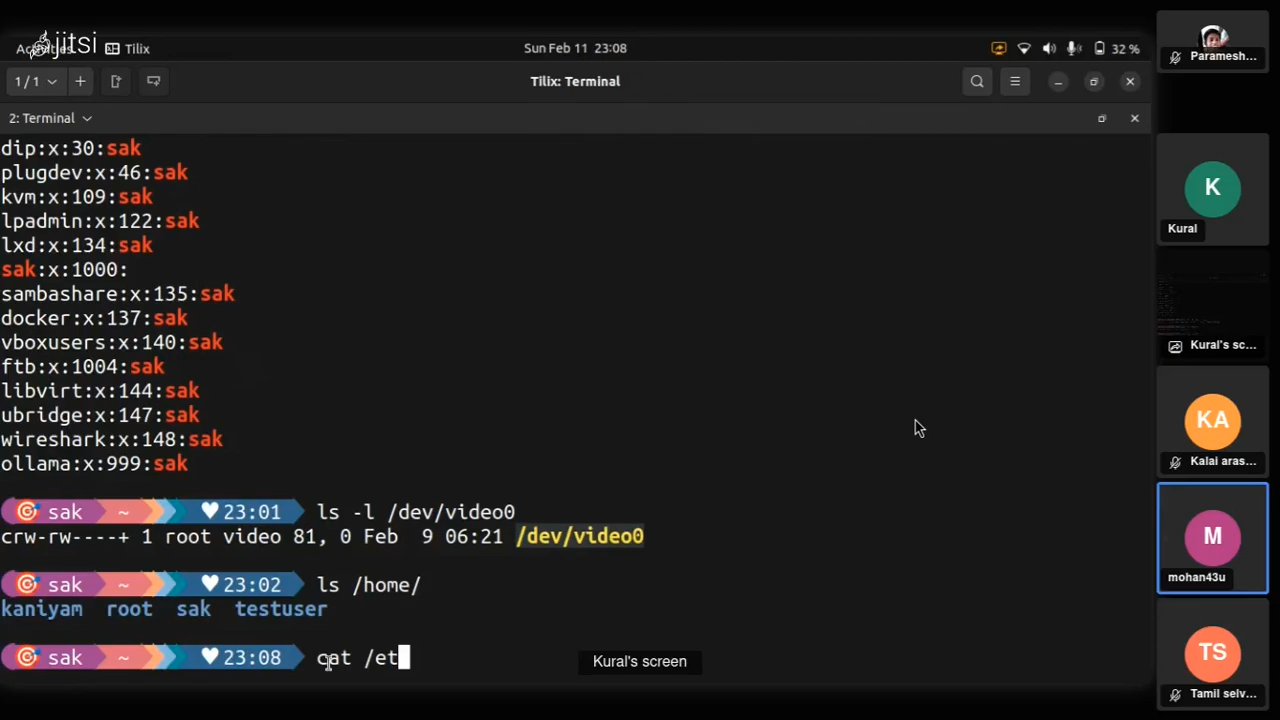 jitsi
Tilix
Sun Feb 11 23:08
32 %
1 / 1
Tilix: Terminal
2: Terminal
dip:x:30:sak
plugdev:x:46:sak
kvm:x:109:sak
lpadmin:x:122:sak
lxd:x:134:sak
sak:x:1000:
sambashare:x:135:sak
docker:x:137:sak
vboxusers:x:140:sak
ftb:x:1004:sak
libvirt:x:144:sak
ubridge:x:147:sak
wireshark:x:148:sak
ollama:x:999:sak
sak ~ 23:01 ls -l /dev/video0
crw-rw----+ 1 root video 81, 0 Feb  9 06:21 /dev/video0
sak ~ 23:02 ls /home/
kaniyam  root  sak  testuser
sak ~ 23:08 cat /et
Kural's screen
Paramesh...
K
Kural
Kural's sc...
KA
Kalai aras...
M
mohan43u
TS
Tamil selv...